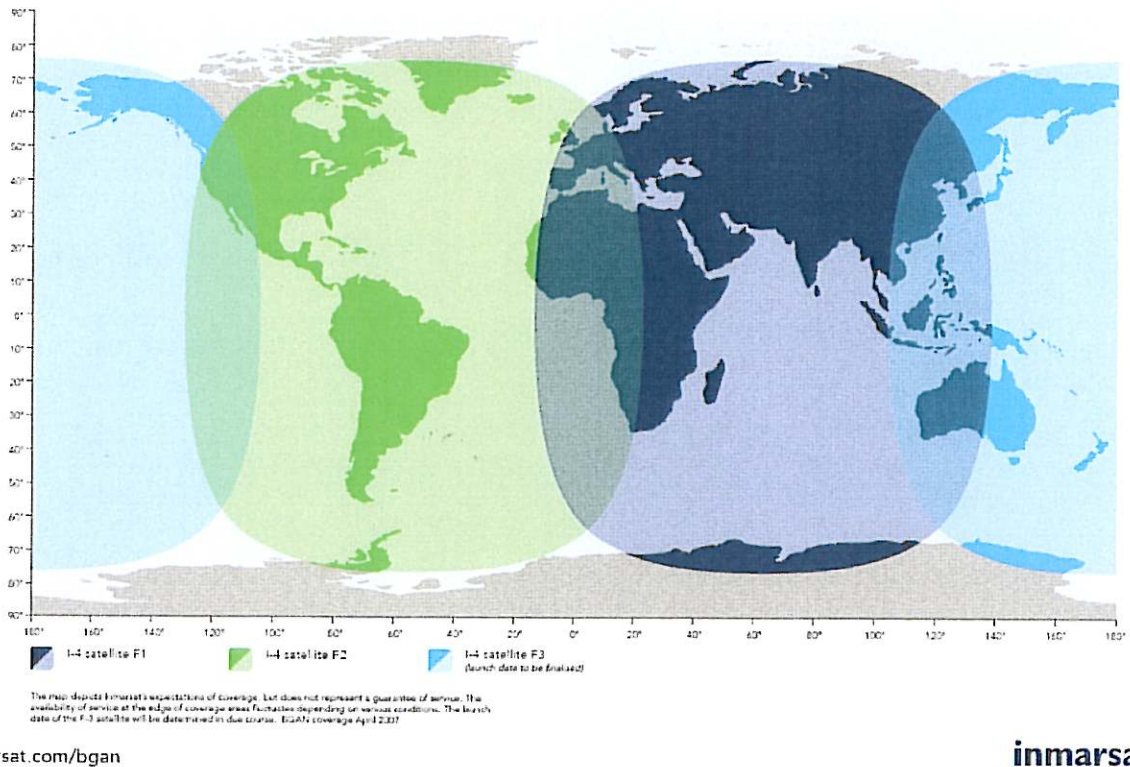 90°
80°
70°
60°
50°
40°
30°
20°
10°
0°
10°
20°
30°
40°
50°
60°
70°
80°
90°
180° 160° 140° 120° 100° 80° 60° 40° 20° 0° 20° 40° 60° 80° 100° 120° 140° 160° 180°
I-4 satellite F1 I-4 satellite F2 I-4 satellite F3
(launch date to be finalised)
The map depicts Inmarsat's expectations of coverage, but does not represent a guarantee of service. The
availability of service at the edge of coverage areas fluctuates depending on various conditions. The launch
date of the F-3 satellite will be determined in due course. BGAN coverage April 2007
rsat.com/bgan
inmarsa